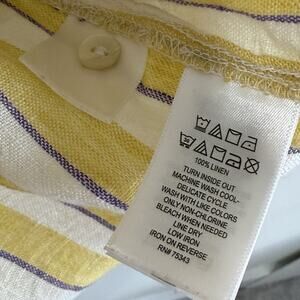 100% LINEN
TURN INSIDE OUT
MACHINE WASH COOL-
DELICATE CYCLE
WASH WITH LIKE COLORS
ONLY NON-CHLORINE
BLEACH WHEN NEEDED
LINE DRY
LOW IRON
IRON ON REVERSE
RN# 75343